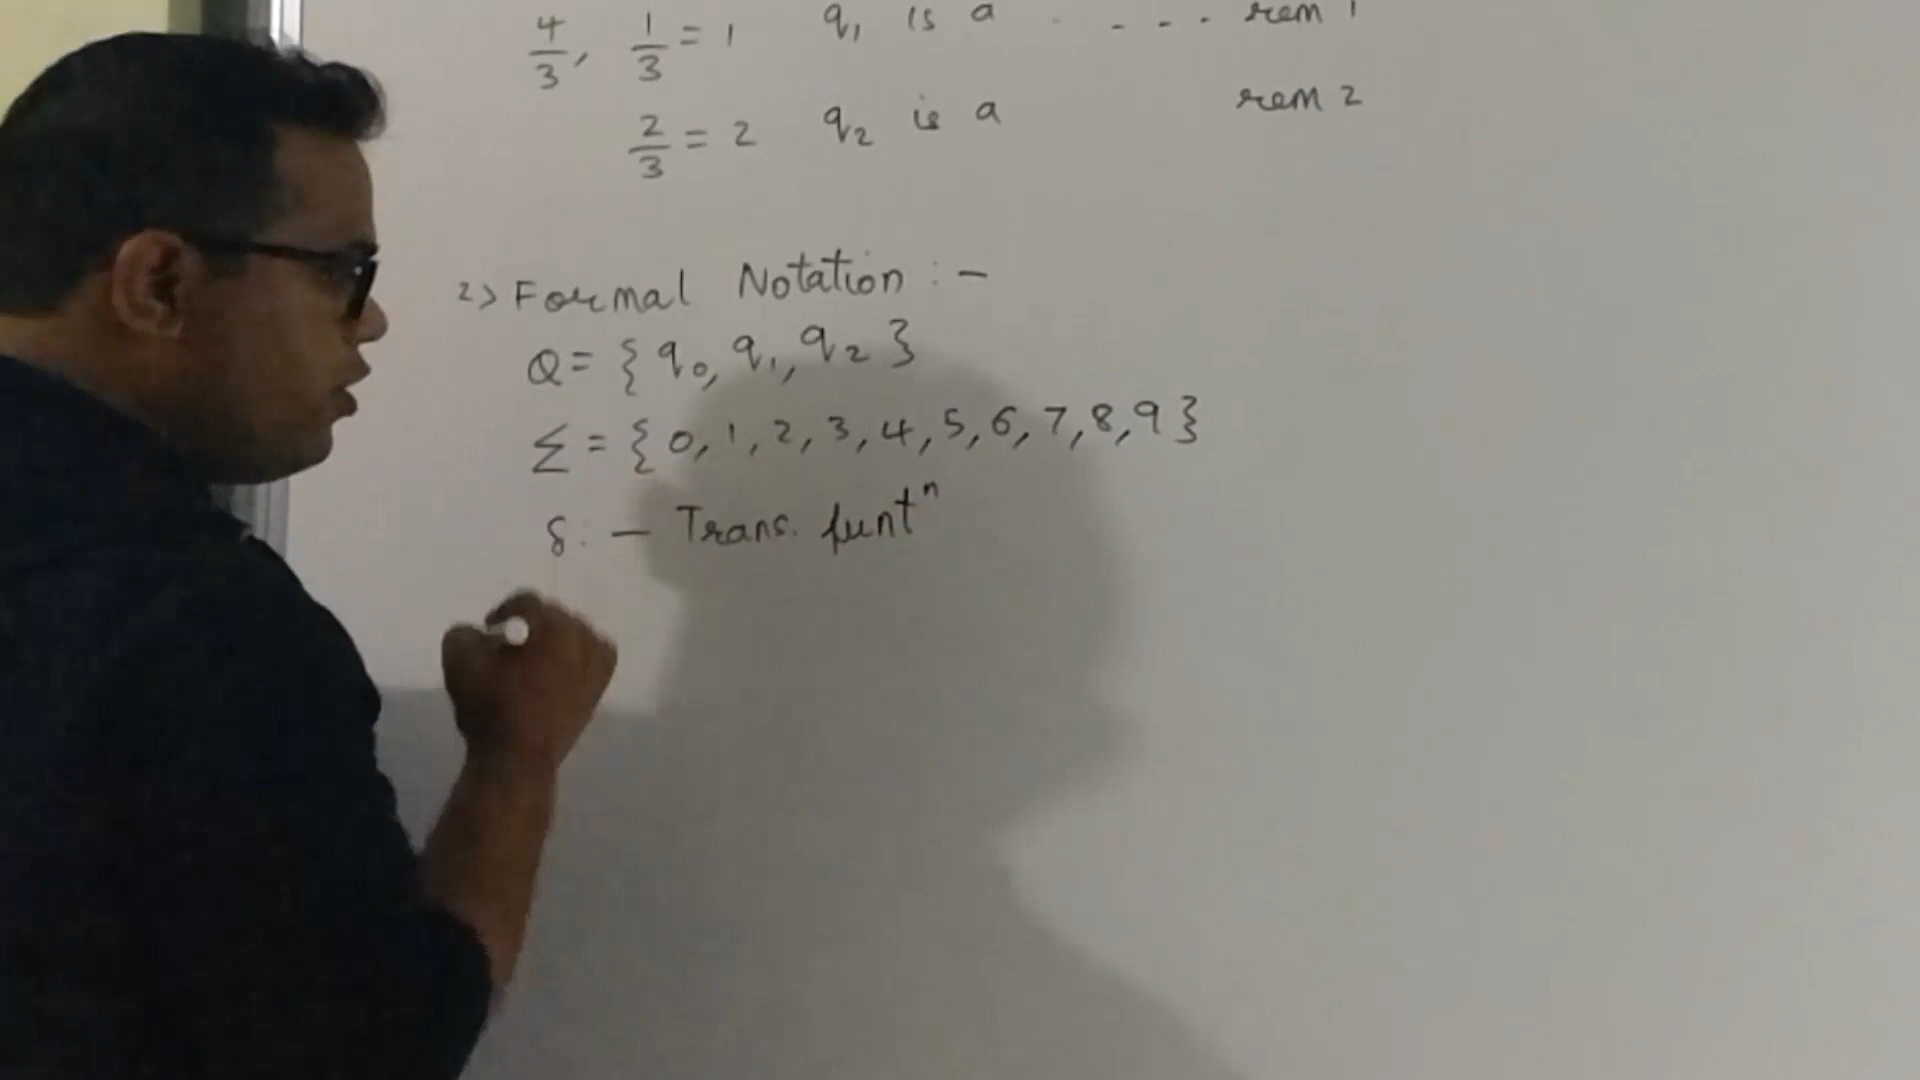 4/3, 1/3 = 1 q1 is a . - - . rem 1
2/3 = 2 q2 is a rem 2
2> Formal Notation : -
Q = { q0, q1, q2 }
Σ = { 0, 1, 2, 3, 4, 5, 6, 7, 8, 9 }
δ: - Trans. funtⁿ